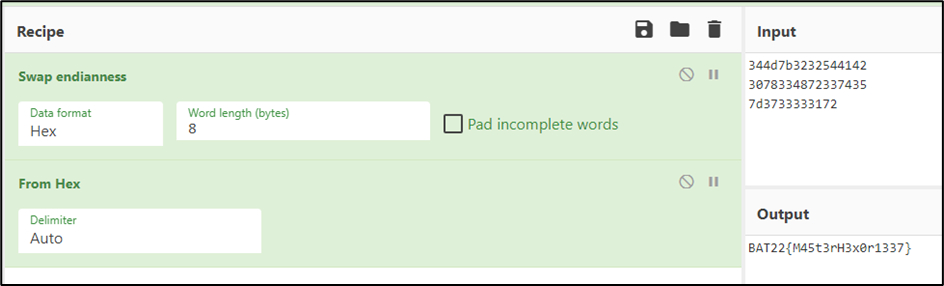 Recipe
Swap endianness
Data format
Hex
Word length (bytes)
8
Pad incomplete words
From Hex
Delimiter
Auto
Input
344d7b3232544142
3078334872337435
7d3733333172
Output
BAT22{M45t3rH3x0r1337}